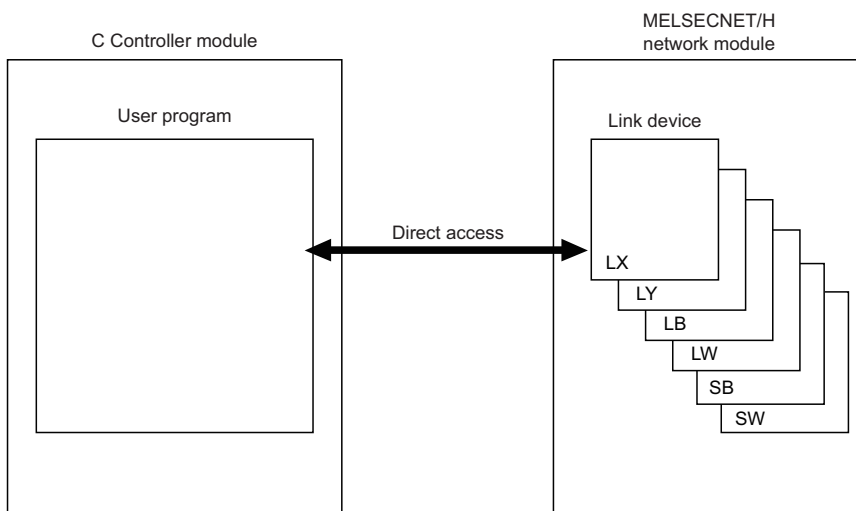 C Controller module
MELSECNET/H
network module
User program
Link device
Direct access
LX
LY
LB
LW
SB
SW